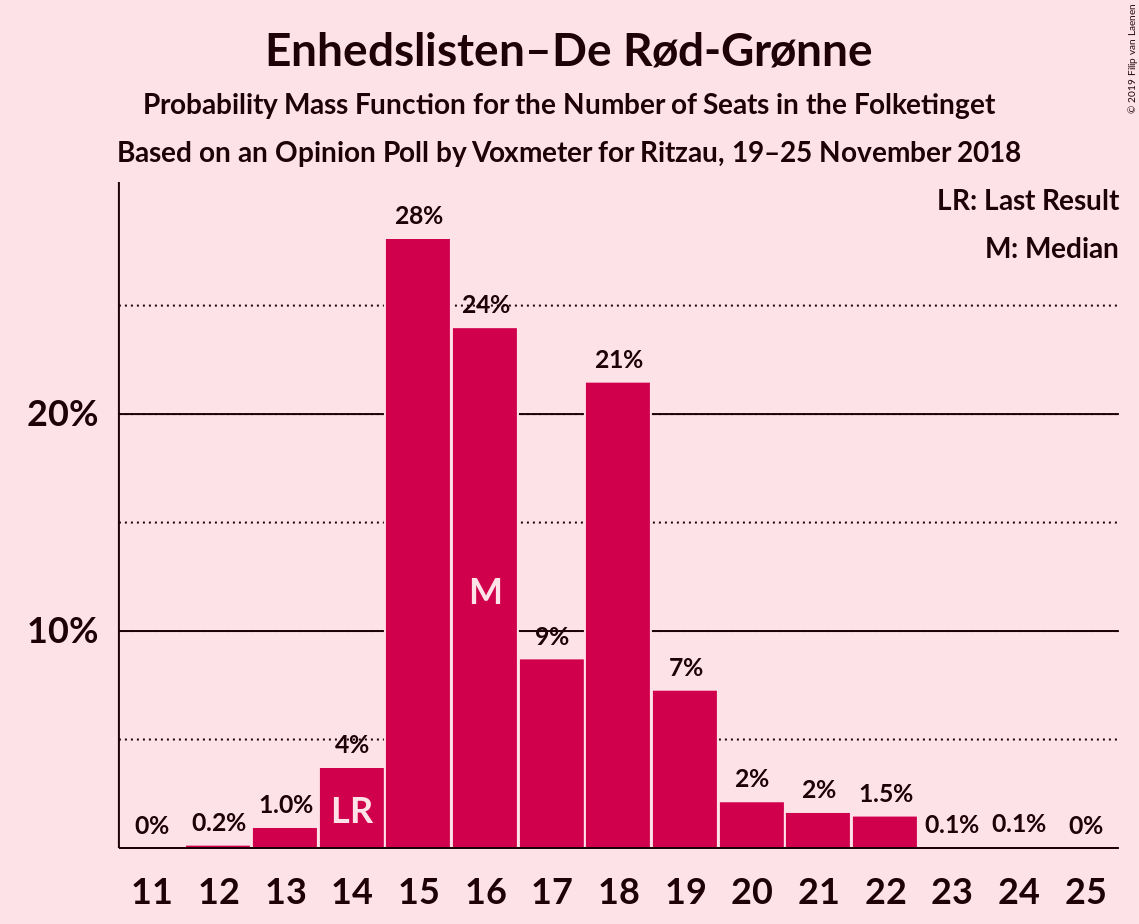 Enhedslisten–De Rød-Grønne
Probability Mass Function for the Number of Seats in the Folketinget
Based on an Opinion Poll by Voxmeter for Ritzau, 19–25 November 2018
© 2019 Filip van Laenen
LR: Last Result
M: Median
28%
24%
21%
20%
M
10%
9%
7%
4%
LR
2%
2%
1.5%
1.0%
0%
0.2%
0.1%
0.1%
0%
11 12 13 14 15 16 17 18 19 20 21 22 23 24 25